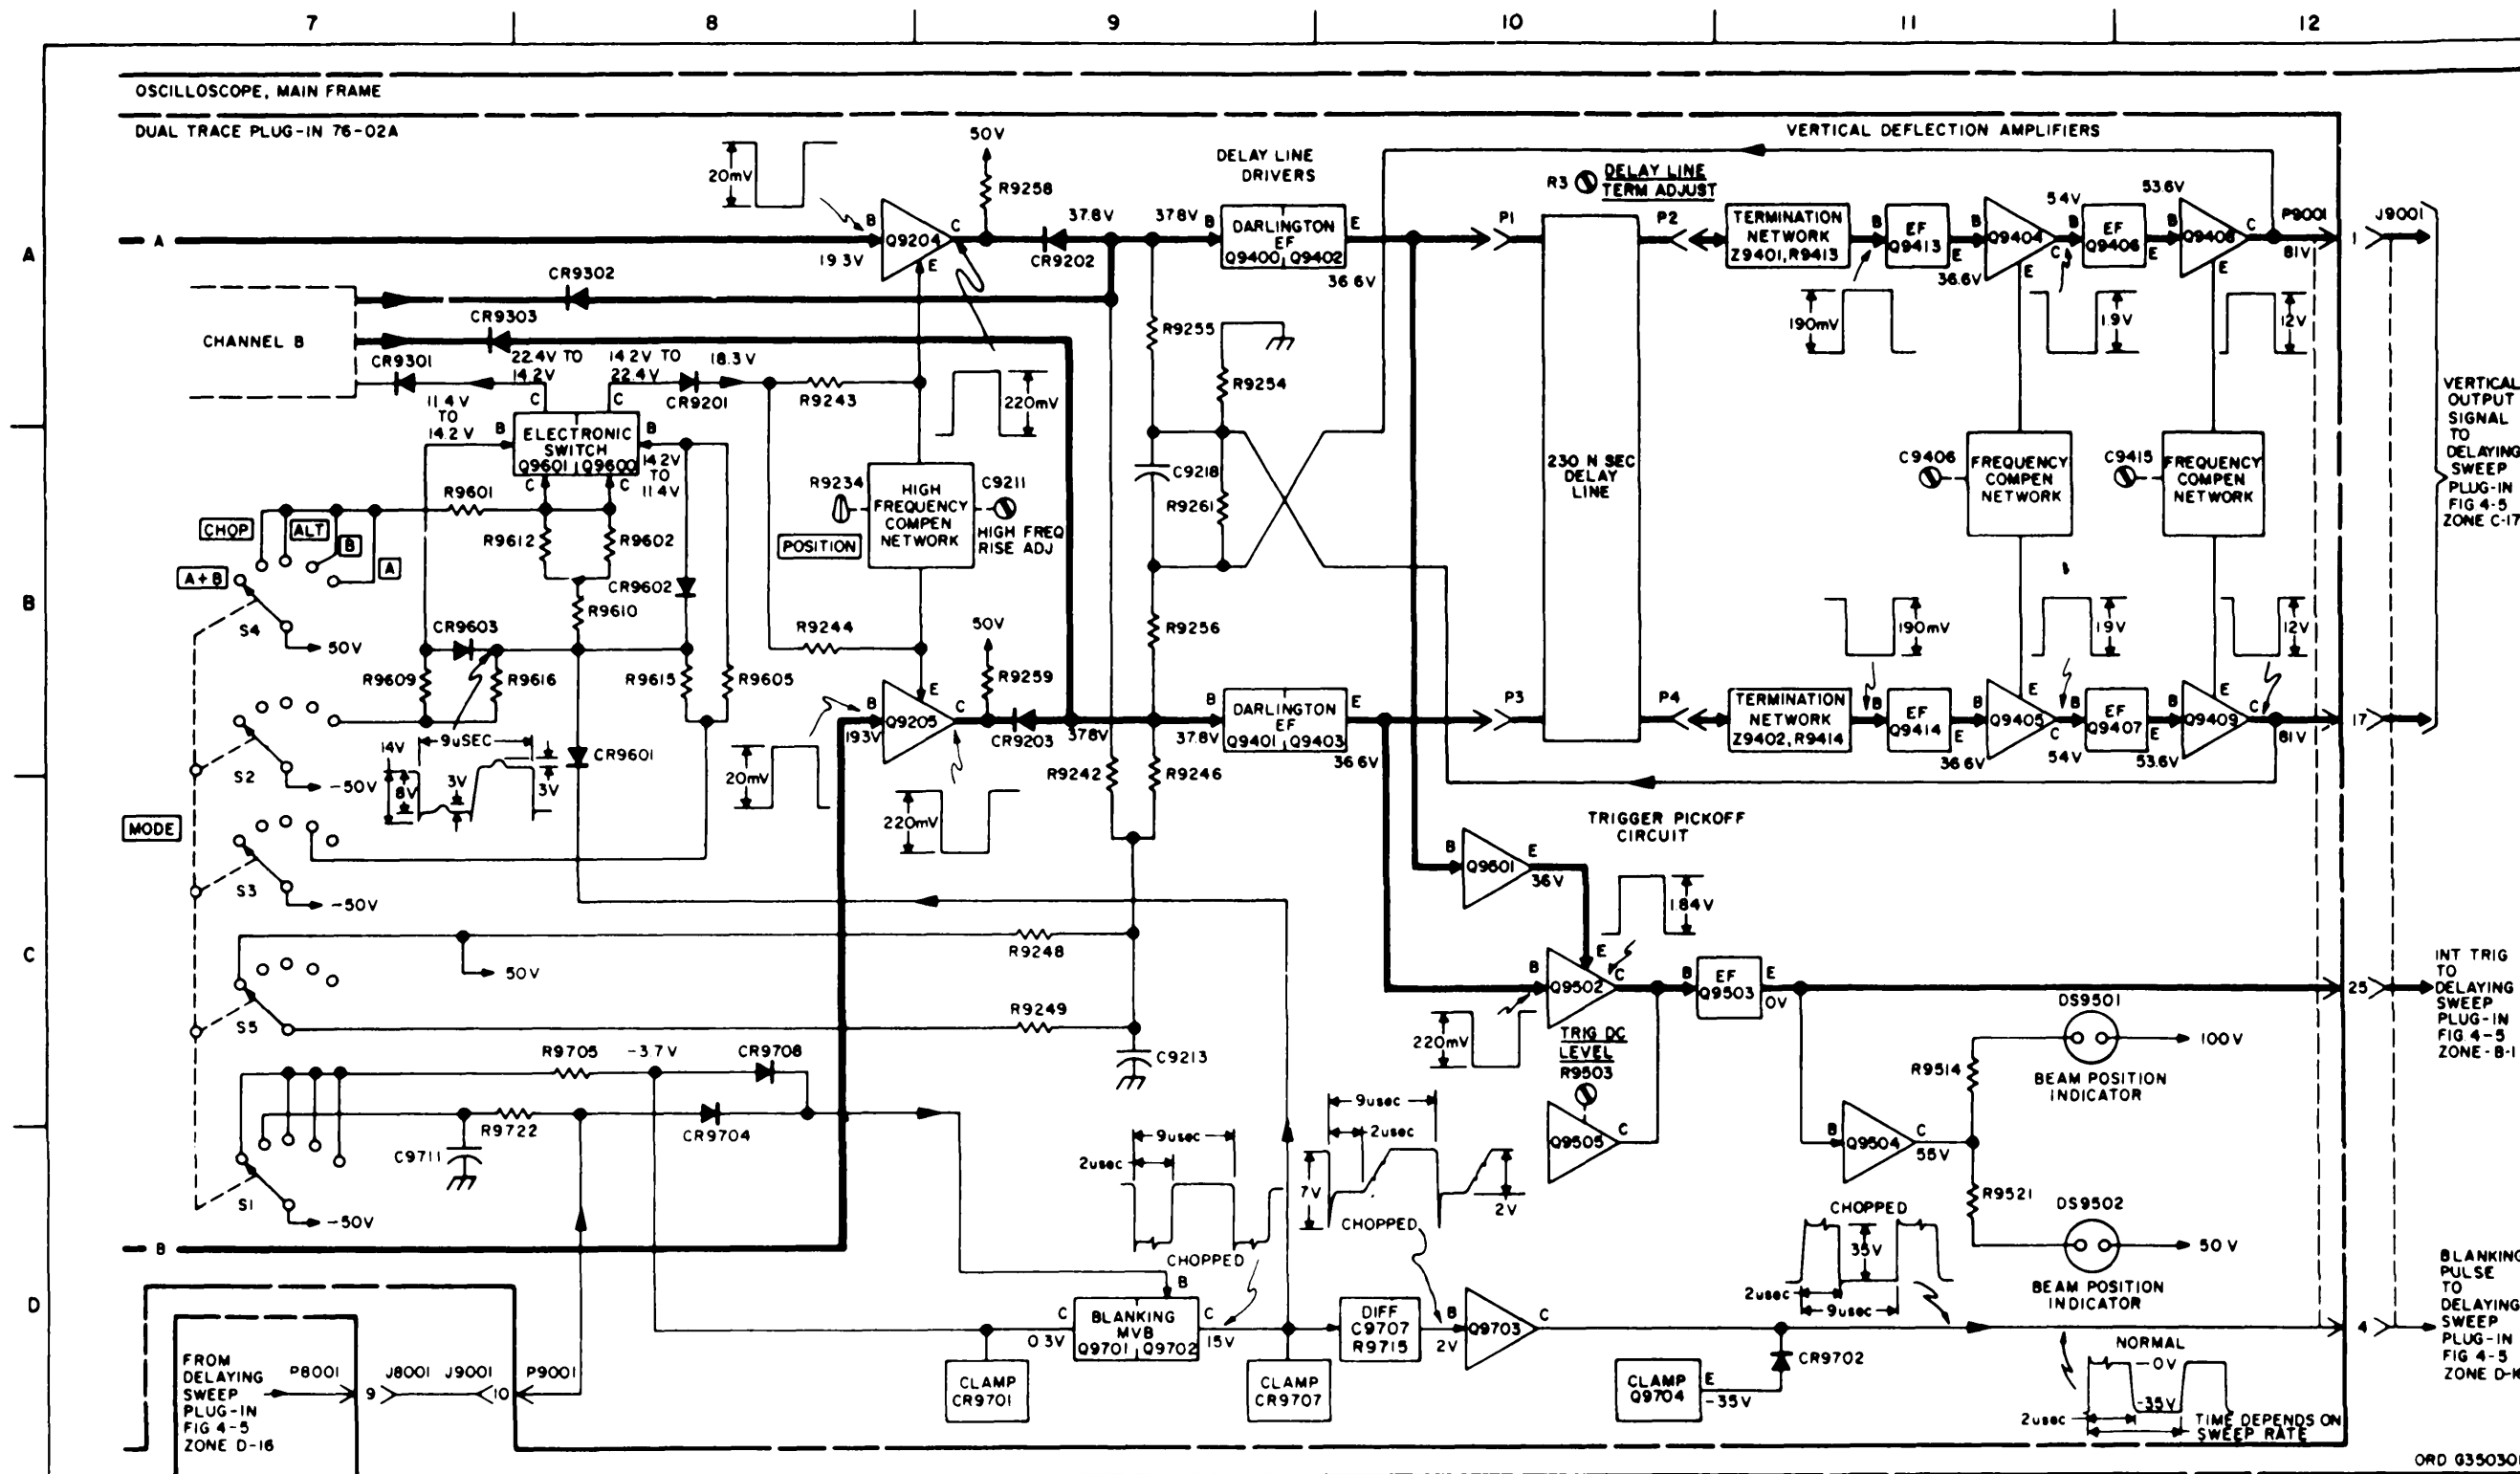 7 8 9 10 11 12
OSCILLOSCOPE, MAIN FRAME
DUAL TRACE PLUG-IN 76-02A
VERTICAL DEFLECTION AMPLIFIERS
A
20mV
50V
R9258
DELAY LINE
DRIVERS
R3
DELAY LINE
TERM ADJUST
A
B
Q9204
C
E
19.3V
37.8V
CR9202
37.8V
B
DARLINGTON
EF
Q9400 Q9402
E
36.6V
P1
P2
TERMINATION
NETWORK
Z9401,R9413
B
EF
Q9413
E
36.6V
B
Q9404
C
E
54V
B
EF
Q9406
E
53.6V
B
Q9408
C
E
81V
P9001
1
J9001
CHANNEL B
CR9302
CR9303
CR9301
22.4V TO
14.2V
14.2V TO
22.4V
18.3V
CR9201
R9243
220mV
R9255
R9254
190mV
1.9V
12V
11.4V
TO
14.2V
C
C
B
ELECTRONIC
SWITCH
Q9601 Q9600
B
C
C
14.2V
TO
11.4V
C9218
R9261
230 N SEC
DELAY
LINE
VERTICAL
OUTPUT
SIGNAL
TO
DELAYING
SWEEP
PLUG-IN
FIG 4-5
ZONE C-17
B
R9601
R9612
R9602
R9234
POSITION
HIGH
FREQUENCY
COMPEN
NETWORK
C9211
HIGH FREQ
RISE ADJ
C9406
FREQUENCY
COMPEN
NETWORK
C9415
FREQUENCY
COMPEN
NETWORK
CHOP
ALT
B
A
A+B
S4
50V
R9610
CR9602
CR9603
R9609
R9616
R9615
R9605
R9244
50V
R9259
R9256
190mV
1.9V
12V
B
Q9205
C
E
193V
CR9203
378V
B
37.8V
DARLINGTON
EF
Q9401 Q9403
E
36.6V
P3
P4
TERMINATION
NETWORK
Z9402, R9414
B
EF
Q9414
E
36.6V
B
Q9405
C
E
54V
B
EF
Q9407
E
53.6V
B
Q9409
C
E
81V
17
S2
-50V
9uSEC
14V
8V
3V
3V
CR9601
20mV
220mV
R9242
R9246
MODE
S3
-50V
TRIGGER PICKOFF
CIRCUIT
B
Q9501
E
36V
1.84V
C
50V
R9248
S5
R9249
C9213
220mV
B
Q9502
E
C
B
EF
Q9503
E
0V
25
INT TRIG
TO
DELAYING
SWEEP
PLUG-IN
FIG 4-5
ZONE-B-1
TRIG DC
LEVEL
R9503
Q9505
C
DS9501
100V
R9514
BEAM POSITION
INDICATOR
R9705
-3.7V
CR9708
R9722
CR9704
C9711
S1
-50V
9usec
2usec
CHOPPED
9usec
2usec
7V
2V
CHOPPED
B
Q9504
C
55V
R9521
DS9502
50V
BEAM POSITION
INDICATOR
CHOPPED
35V
2usec
9usec
B
D
C
0.3V
B
BLANKING
MVB
Q9701 Q9702
C
15V
DIFF
C9707
R9715
B
2V
Q9703
C
4
BLANKING
PULSE
TO
DELAYING
SWEEP
PLUG-IN
FIG 4-5
CLAMP
CR9701
CLAMP
CR9707
CLAMP
Q9704
E
-35V
CR9702
NORMAL
-0V
-35V
2usec
TIME DEPENDS ON
SWEEP RATE
FROM
DELAYING
SWEEP
PLUG-IN
FIG 4-5
ZONE D-16
P8001
9
J8001
J9001
10
P9001